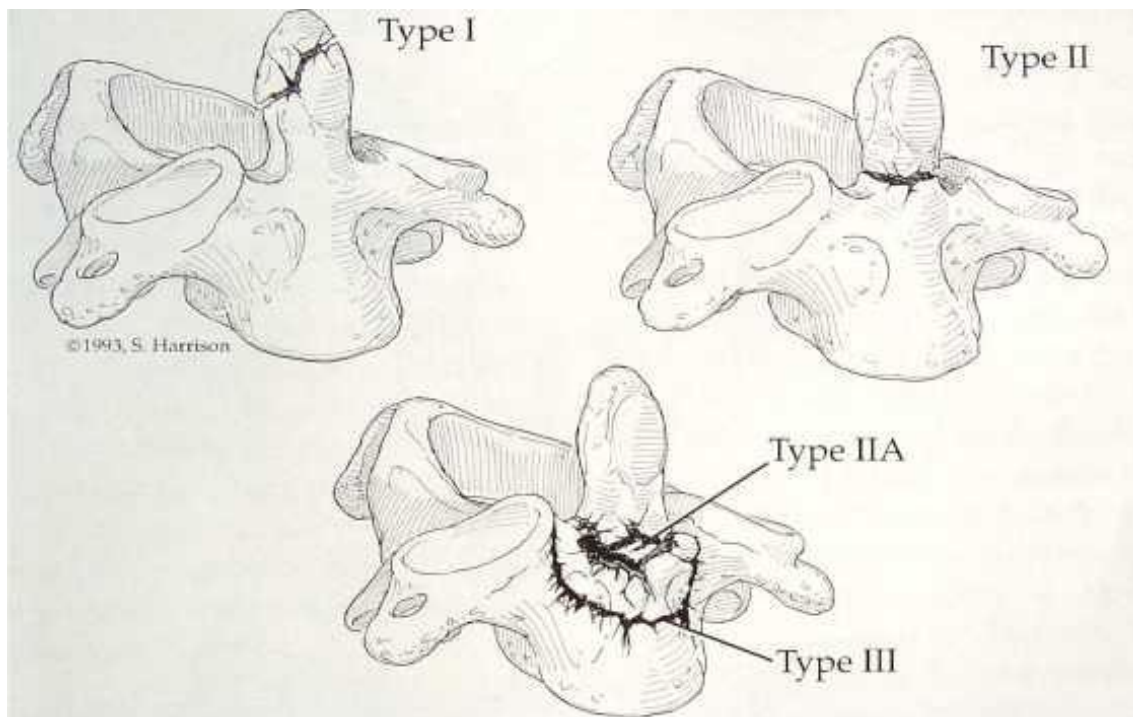 Type I
Type II
©1993, S. Harrison
Type IIA
Type III